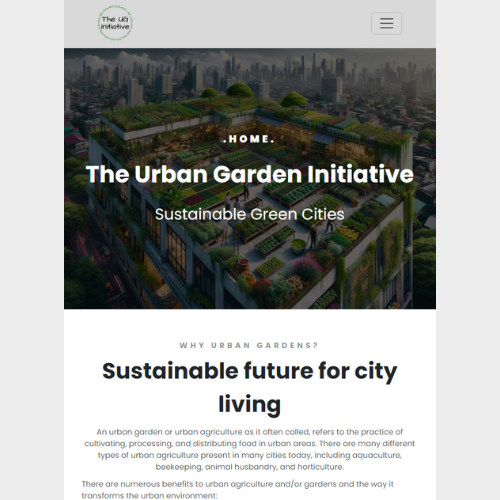 The UG
Initiative
.HOME.
The Urban Garden Initiative
Sustainable Green Cities
WHY URBAN GARDENS?
Sustainable future for city
living
An urban garden or urban agriculture as it often called, refers to the practice of
cultivating, processing, and distributing food in urban areas. There are many different
types of urban agriculture present in many cities today, including aquaculture,
beekeeping, animal husbandry, and horticulture.
There are numerous benefits to urban agriculture and/or gardens and the way it
transforms the urban environment: